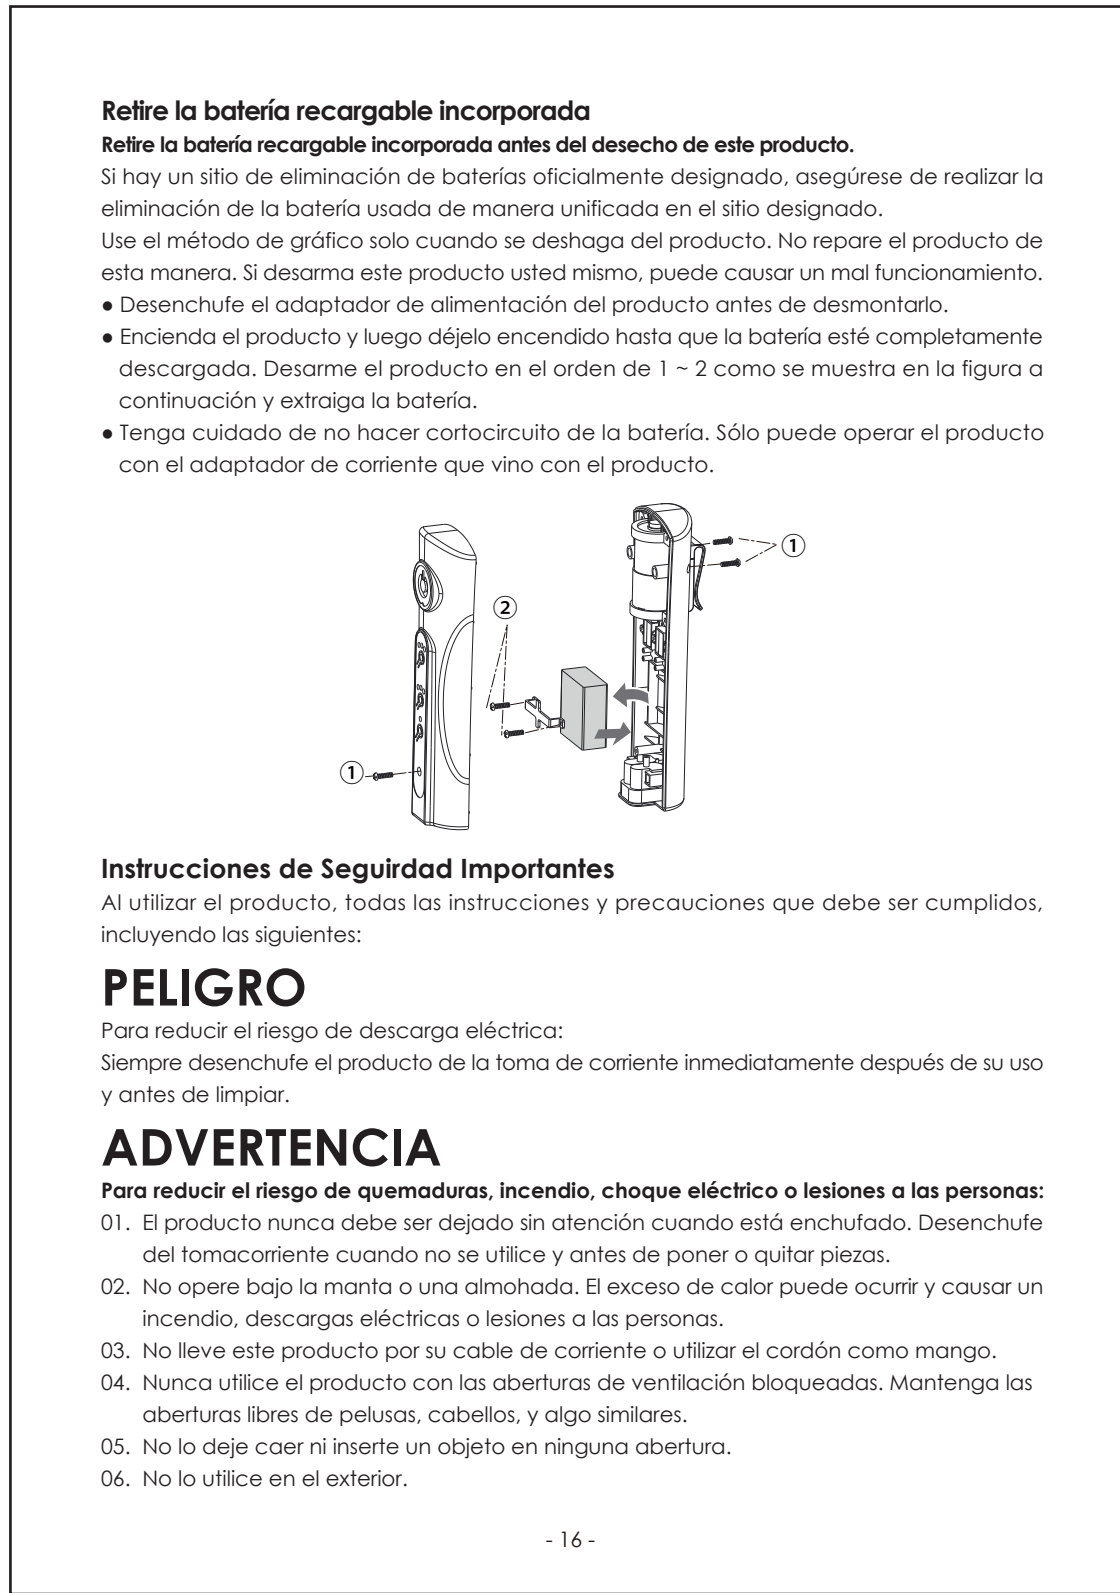 Retire la batería recargable incorporada
Retire la batería recargable incorporada antes del desecho de este producto.
Si hay un sitio de eliminación de baterías oficialmente designado, asegúrese de realizar la
eliminación de la batería usada de manera unificada en el sitio designado.
Use el método de gráfico solo cuando se deshaga del producto. No repare el producto de
esta manera. Si desarma este producto usted mismo, puede causar un mal funcionamiento.
● Desenchufe el adaptador de alimentación del producto antes de desmontarlo.
● Encienda el producto y luego déjelo encendido hasta que la batería esté completamente
descargada. Desarme el producto en el orden de 1 ~ 2 como se muestra en la figura a
continuación y extraiga la batería.
● Tenga cuidado de no hacer cortocircuito de la batería. Sólo puede operar el producto
con el adaptador de corriente que vino con el producto.
①
②
①
Instrucciones de Seguirdad Importantes
Al utilizar el producto, todas las instrucciones y precauciones que debe ser cumplidos,
incluyendo las siguientes:
PELIGRO
Para reducir el riesgo de descarga eléctrica:
Siempre desenchufe el producto de la toma de corriente inmediatamente después de su uso
y antes de limpiar.
ADVERTENCIA
Para reducir el riesgo de quemaduras, incendio, choque eléctrico o lesiones a las personas:
01. El producto nunca debe ser dejado sin atención cuando está enchufado. Desenchufe
del tomacorriente cuando no se utilice y antes de poner o quitar piezas.
02. No opere bajo la manta o una almohada. El exceso de calor puede ocurrir y causar un
incendio, descargas eléctricas o lesiones a las personas.
03. No lleve este producto por su cable de corriente o utilizar el cordón como mango.
04. Nunca utilice el producto con las aberturas de ventilación bloqueadas. Mantenga las
aberturas libres de pelusas, cabellos, y algo similares.
05. No lo deje caer ni inserte un objeto en ninguna abertura.
06. No lo utilice en el exterior.
- 16 -